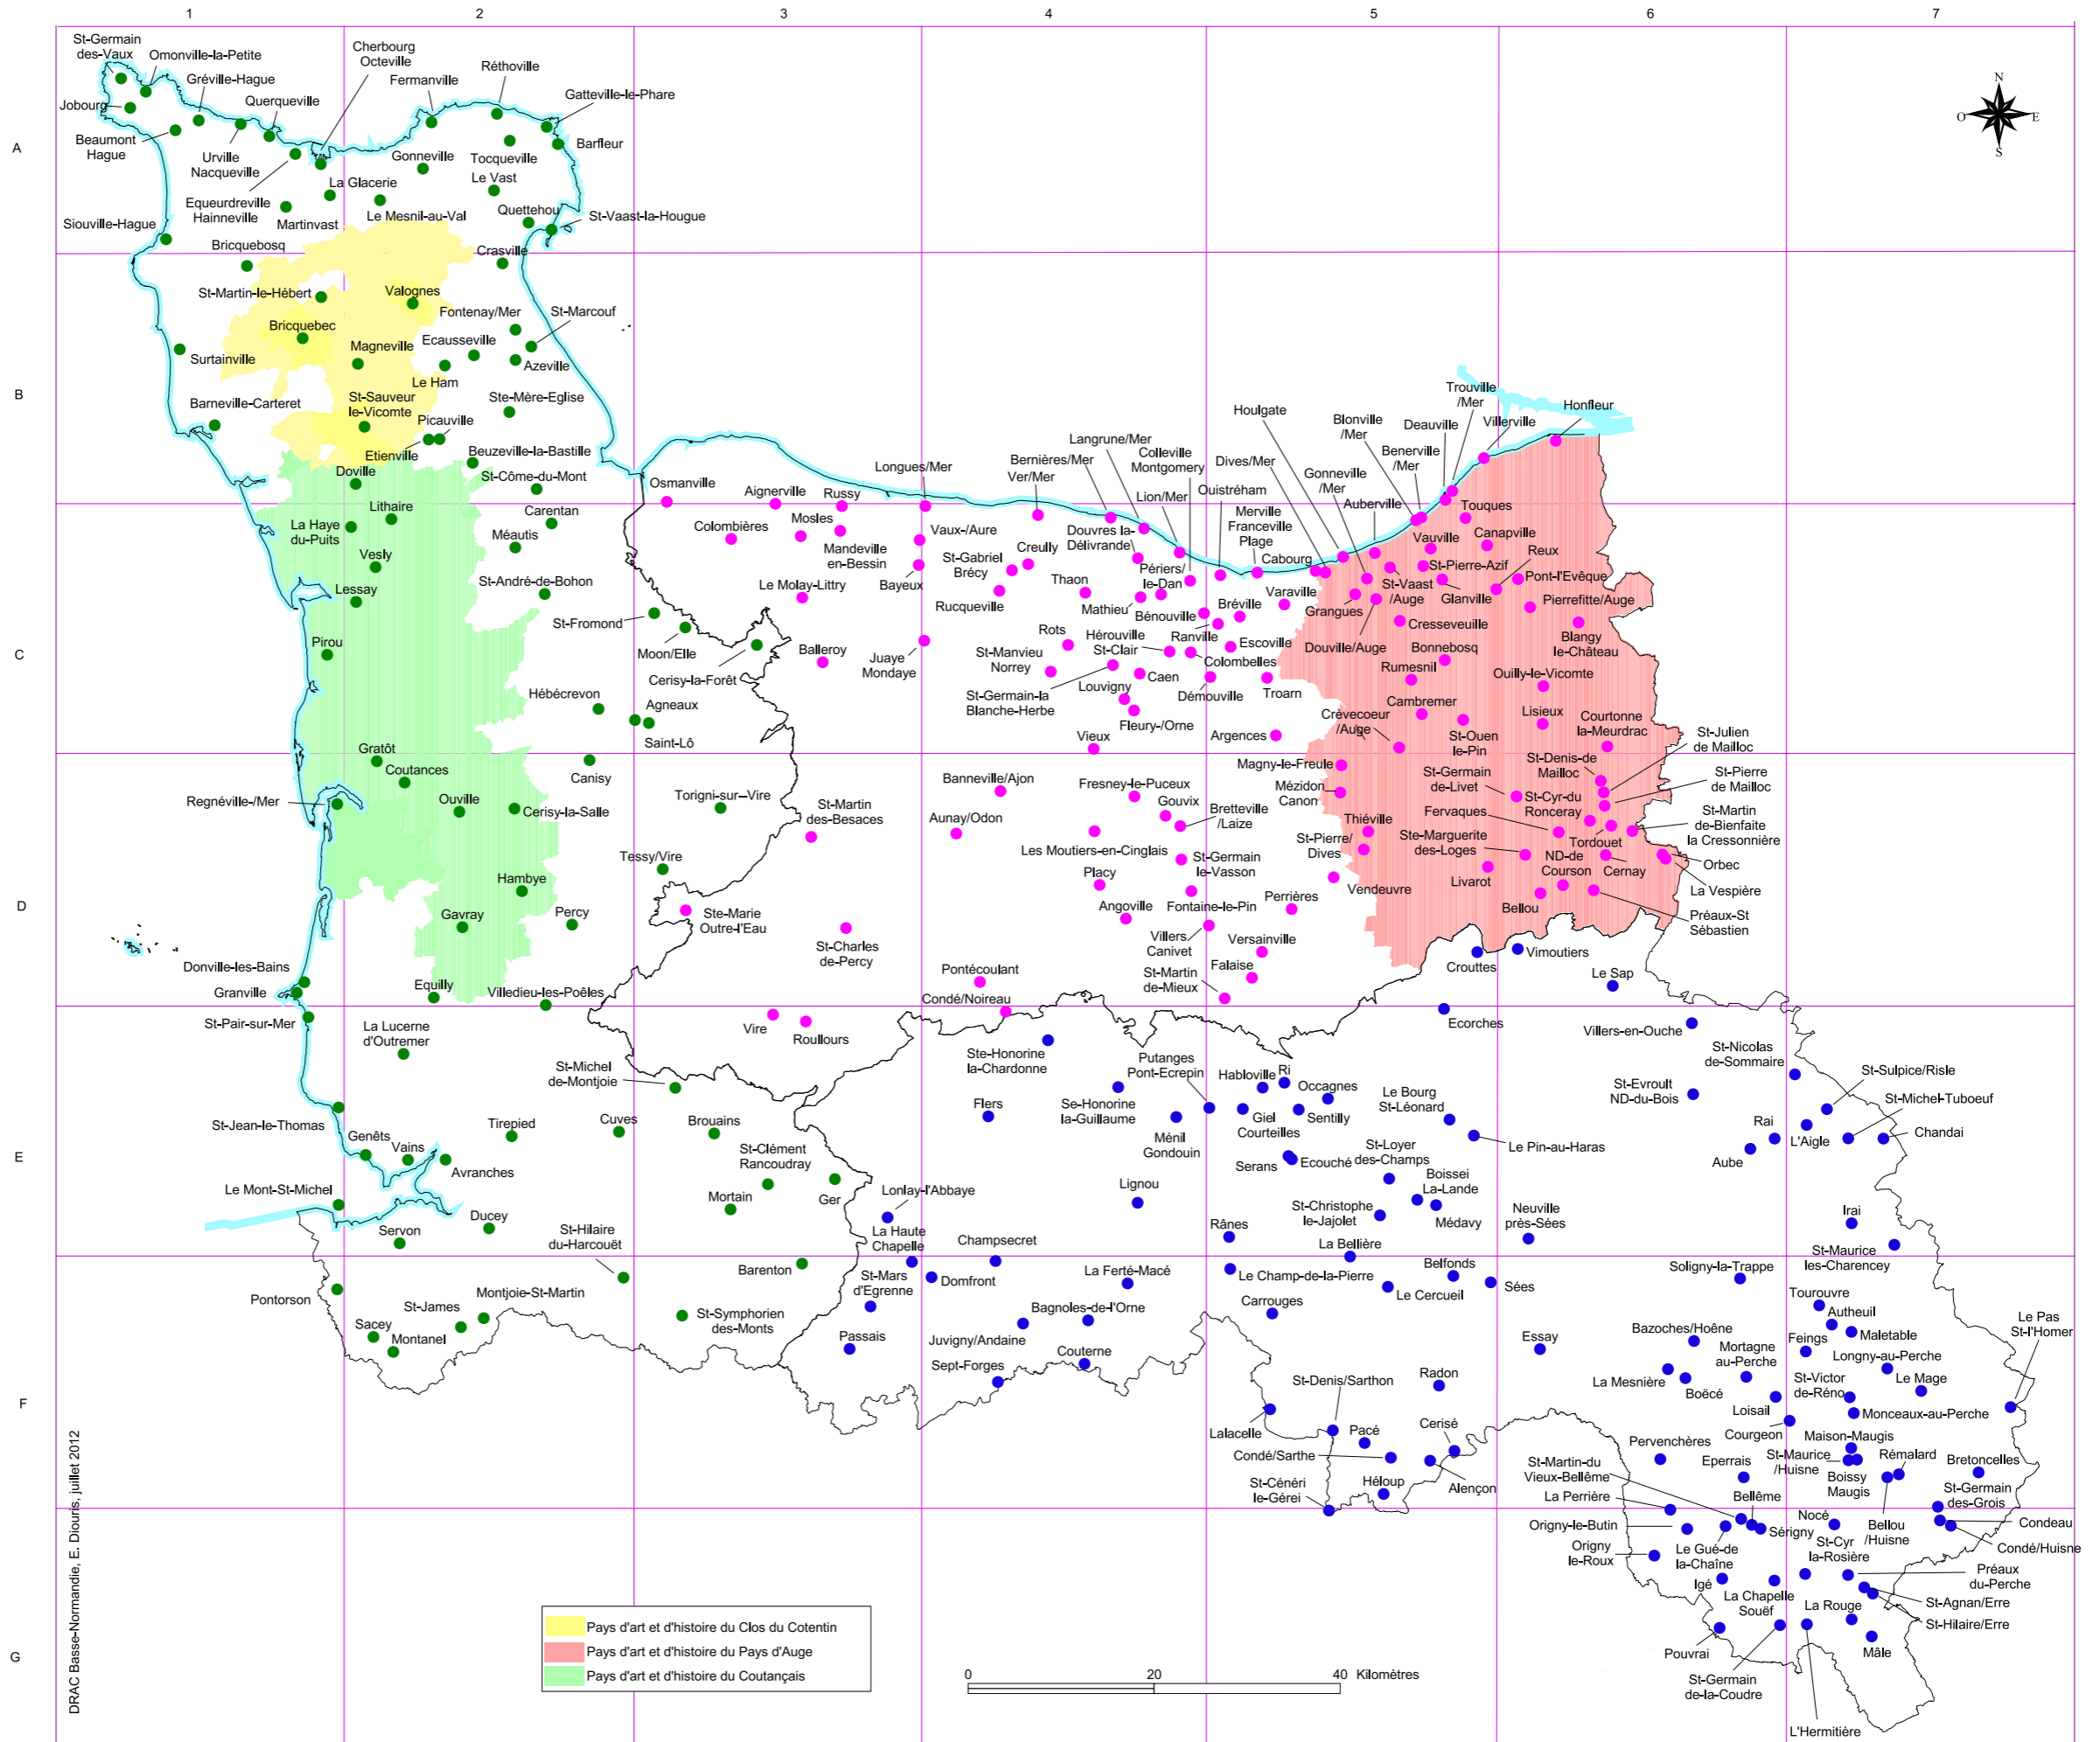 1
2
3
4
5
6
7
A
B
C
D
E
F
G
N
O
E
S
St-Germain
des-Vaux
Omonville-la-Petite
Cherbourg
Octeville
Gréville-Hague
Fermanville
Réthoville
Querqueville
Gatteville-le-Phare
Jobourg
Beaumont
Hague
Urville
Nacqueville
Gonneville
Tocqueville
Barfleur
La Glacerie
Le Vast
Equeurdreville
Hainneville
Martinvast
Le Mesnil-au-Val
Quettehou
St-Vaast-la-Hougue
Siouville-Hague
Bricquebosq
Crasville
St-Martin-le-Hébert
Valognes
Fontenay/Mer
St-Marcouf
Bricquebec
Magneville
Ecausseville
Surtainville
Azeville
Le Ham
St-Sauveur
le-Vicomte
Ste-Mère-Eglise
Barneville-Carteret
Picauville
Etienville
Beuzeville-la-Bastille
Doville
St-Côme-du-Mont
Lithaire
Carentan
La Haye
du-Puits
Méautis
Vesly
Lessay
St-André-de-Bohon
St-Fromond
Pirou
Moon/Elle
Cerisy-la-Forêt
Hébécrevon
Agneaux
Saint-Lô
Gratôt
Coutances
Canisy
Regnéville-/Mer
Ouville
Cerisy-la-Salle
Torigni-sur--Vire
Tessy/Vire
Hambye
Gavray
Percy
Donville-les-Bains
Granville
Equilly
Villedieu-les-Poêles
St-Pair-sur-Mer
La Lucerne
d'Outremer
St-Michel
de-Montjoie
St-Jean-le-Thomas
Genêts
Vains
Tirepied
Cuves
Brouains
Avranches
St-Clément
Rancoudray
Le Mont-St-Michel
Mortain
Ger
Servon
Ducey
St-Hilaire
du-Harcouët
Barenton
Pontorson
Montjoie-St-Martin
St-James
Sacey
Montanel
St-Symphorien
des-Monts
Osmanville
Aignerville
Russy
Longues/Mer
Bernières/Mer
Ver/Mer
Langrune/Mer
Colleville
Montgomery
Lion/Mer
Ouistréham
Dives/Mer
Houlgate
Gonneville
/Mer
Blonville
/Mer
Benerville
/Mer
Deauville
Trouville
/Mer
Villerville
Honfleur
Auberville
Colombières
Mosles
Mandeville
en-Bessin
Vaux-/Aure
Bayeux
St-Gabriel
Brécy
Creully
Douvres la-
Délivrande
Merville
Franceville
Plage
Cabourg
Touques
Canapville
Vauville
Reux
St-Pierre-Azif
Pont-l'Evêque
Le Molay-Littry
Rucqueville
Thaon
Périers/
le-Dan
Mathieu
Varaville
Grangues
St-Vaast
/Auge
Glanville
Pierrefitte/Auge
Bénouville
Bréville
Ranville
Cresseveuille
Douville/Auge
Blangy
le-Château
Balleroy
Juaye
Mondaye
Rots
Hérouville
St-Clair
Escoville
Colombelles
Bonnebosq
St-Manvieu
Norrey
Rumesnil
Ouilly-le-Vicomte
St-Germain-la
Blanche-Herbe
Louvigny
Caen
Démouville
Troarn
Fleury-/Orne
Cambremer
Lisieux
Courtonne
la-Meurdrac
Crèvecoeur
/Auge
St-Ouen
le-Pin
Vieux
Argences
St-Julien
de Mailloc
Magny-le-Freule
St-Denis-de
Mailloc
St-Germain
de-Livet
St-Pierre
de Mailloc
Mézidon
Canon
St-Cyr-du
Ronceray
Banneville/Ajon
Fresney-le-Puceux
Gouvix
Bretteville
/Laize
Fervaques
St-Martin
de-Bienfaite
la Cressonnière
St-Martin
des-Besaces
Aunay/Odon
Les Moutiers-en-Cinglais
Thiéville
St-Pierre/
Dives
Ste-Marguerite
des-Loges
Tordouet
St-Germain
le-Vasson
ND-de
Courson
Cernay
Orbec
La Vespière
Livarot
Vendeuvre
Bellou
Préaux-St
Sébastien
Placy
Angoville
Fontaine-le-Pin
Perrières
Ste-Marie
Outre-l'Eau
St-Charles
de-Percy
Villers
Canivet
Versainville
Falaise
St-Martin
de-Mieux
Pontécoulant
Condé/Noireau
Vire
Roullours
Crouttes
Vimoutiers
Le Sap
Ecorches
Villers-en-Ouche
Ste-Honorine
la-Chardonne
St-Nicolas
de-Sommaire
Putanges
Pont-Ecrepin
Habloville
Ri
Occagnes
Le Bourg
St-Léonard
St-Evroult
ND-du-Bois
St-Sulpice/Risle
St-Michel-Tuboeuf
Flers
Se-Honorine
la-Guillaume
Giel
Courteilles
Sentilly
Ménil
Gondouin
Le Pin-au-Haras
Rai
L'Aigle
Chandai
Aube
Serans
Ecouché
St-Loyer
des-Champs
Boissei
La-Lande
Lonlay-l'Abbaye
Lignou
St-Christophe
le-Jajolet
Médavy
Neuville
près-Sées
Irai
La Haute
Chapelle
Champsecret
Rânes
La Bellière
St-Maurice
les-Charencey
St-Mars
d'Egrenne
Domfront
La Ferté-Macé
Le Champ-de-la-Pierre
Belfonds
Le Cercueil
Sées
Soligny-la-Trappe
Carrouges
Tourouvre
Autheuil
Le Pas
St-l'Homer
Passais
Juvigny/Andaine
Bagnoles-de-l'Orne
Essay
Bazoches/Hoêne
Feings
Maletable
Sept-Forges
Couterne
Mortagne
au-Perche
Longny-au-Perche
La Mesnière
Boëcé
St-Victor
de-Réno
Le Mage
St-Denis/Sarthon
Radon
Loisail
Monceaux-au-Perche
Lalacelle
Pacé
Cerisé
Courgeon
Maison-Maugis
Condé/Sarthe
Pervenchères
St-Maurice
/Huisne
Rémalard
Bretoncelles
St-Martin-du
Vieux-Bellême
Eperrais
Boissy
Maugis
St-Cénéri
le-Gérei
Héloup
Alençon
La Perrière
Bellême
St-Germain
des-Grois
Origny-le-Butin
Sérigny
Nocé
Bellou
/Huisne
Condeau
Condé/Huisne
Origny
le-Roux
Le Gué-de
la-Chaîne
St-Cyr
la-Rosière
Préaux
du-Perche
Igé
La Chapelle
Souëf
La Rouge
St-Agnan/Erre
St-Hilaire/Erre
Pouvrai
Mâle
St-Germain
de-la-Coudre
L'Hermitière
Pays d'art et d'histoire du Clos du Cotentin
Pays d'art et d'histoire du Pays d'Auge
Pays d'art et d'histoire du Coutançais
0 20 40 Kilomètres
DRAC Basse-Normandie, E. Diouris, juillet 2012